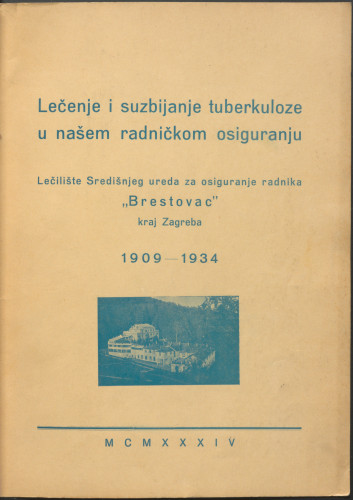 Lečenje i suzbijanje tuberkuloze
u našem radničkom osiguranju
Lečilište Središnjeg ureda za osiguranje radnika
„Brestovac”
kraj Zagreba
1909—1934
MCMXXXIV